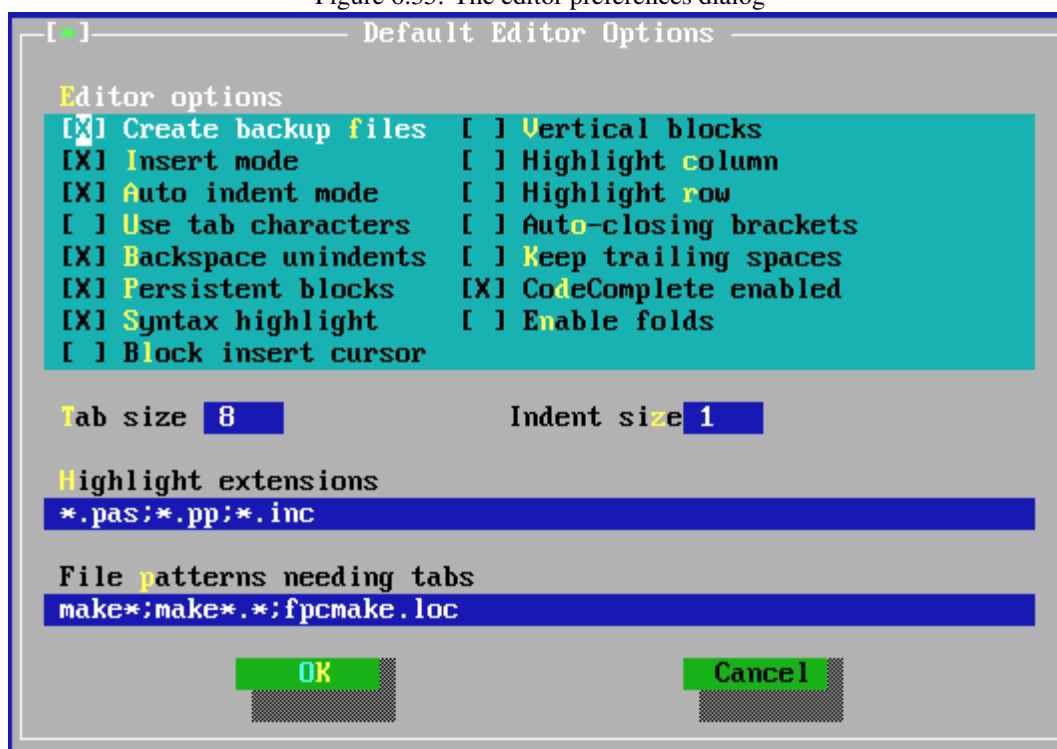 Figure 6.33: The editor preferences dialog
[▪] Default Editor Options
Editor options
[X] Create backup files [ ] Vertical blocks
[X] Insert mode [ ] Highlight column
[X] Auto indent mode [ ] Highlight row
[ ] Use tab characters [ ] Auto-closing brackets
[X] Backspace unindents [ ] Keep trailing spaces
[X] Persistent blocks [X] CodeComplete enabled
[X] Syntax highlight [ ] Enable folds
[ ] Block insert cursor
Tab size 8 Indent size 1
Highlight extensions
*.pas;*.pp;*.inc
File patterns needing tabs
make*;make*.*;fpcmake.loc
OK Cancel